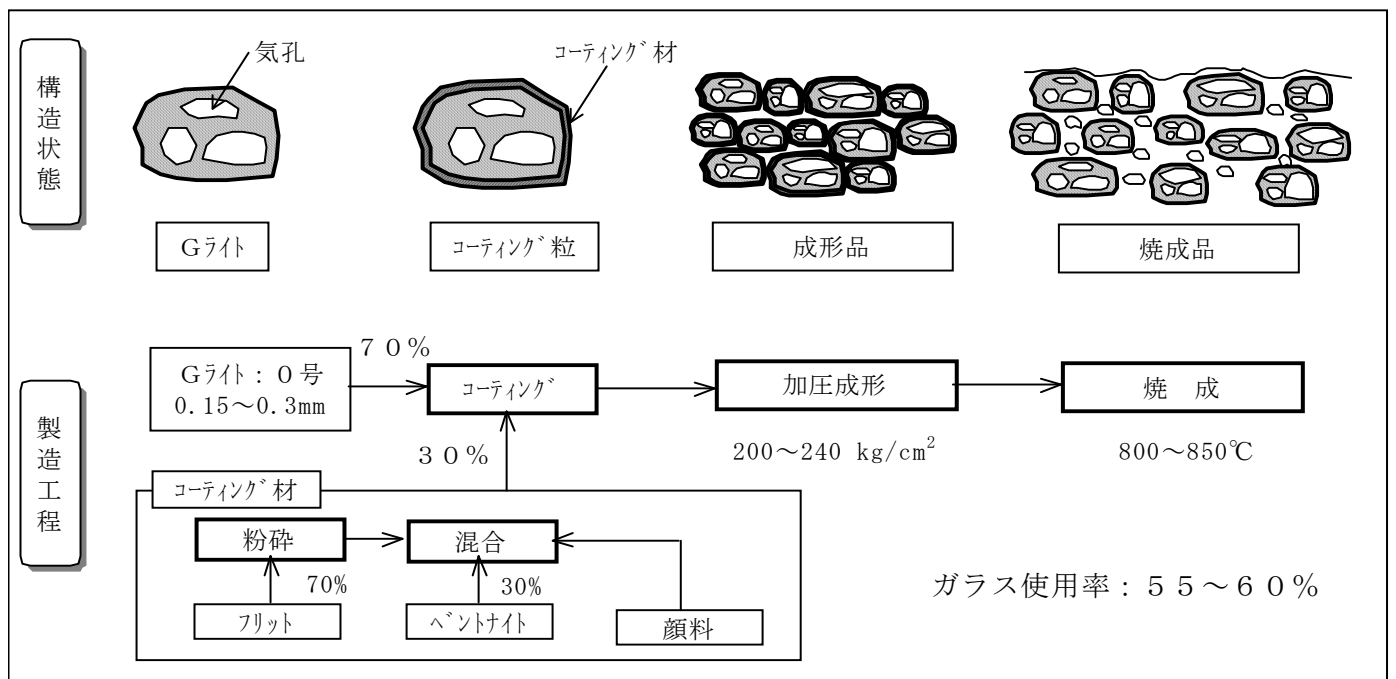 構造状態
気孔
コーティング材
Gライト
コーティング粒
成形品
焼成品
製造工程
Gライト：０号
0.15～0.3mm
７０%
コーティング
加圧成形
焼 成
３０%
200～240 kg/cm²
800～850℃
コーティング材
粉砕
混合
70%
30%
フリット
ベントナイト
顔料
ガラス使用率：５５～６０%